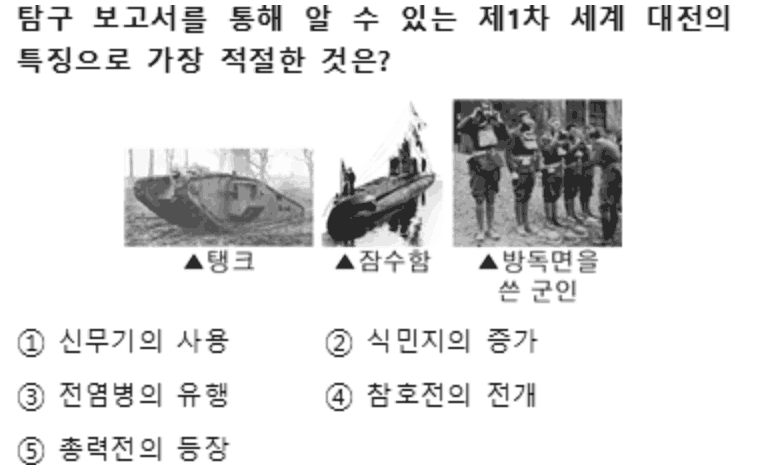 탐구 보고서를 통해 알 수 있는 제1차 세계 대전의
특징으로 가장 적절한 것은?
▲탱크
▲잠수함
▲방독면을
쓴 군인
① 신무기의 사용
② 식민지의 증가
③ 전염병의 유행
④ 참호전의 전개
⑤ 총력전의 등장